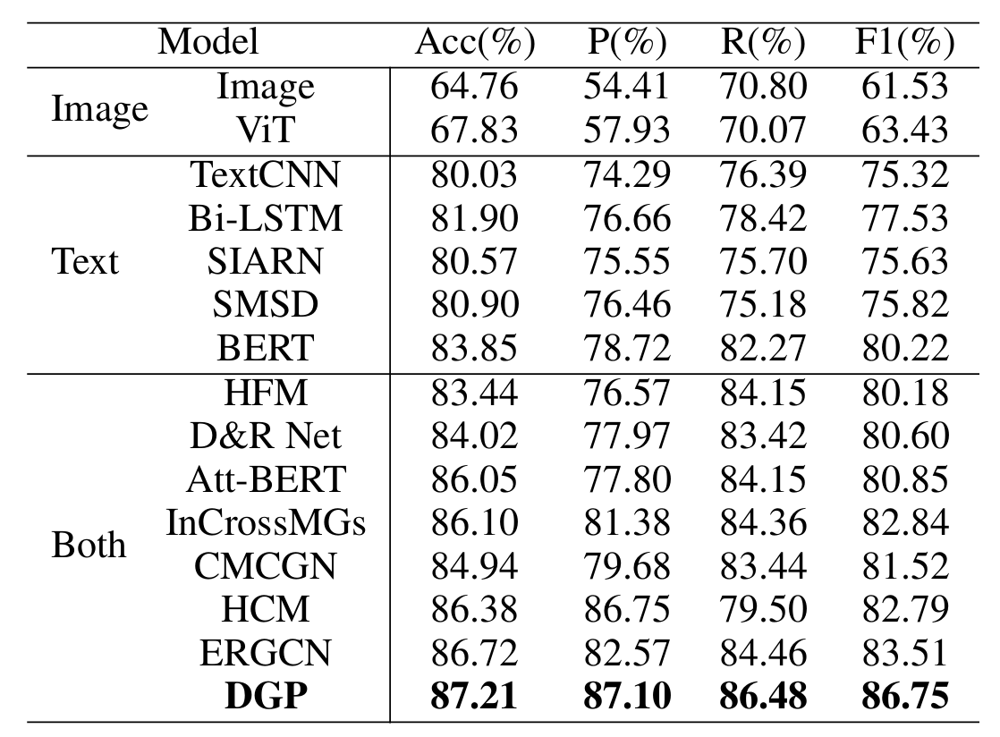 Model Acc(%) P(%) R(%) F1(%)
Image Image 64.76 54.41 70.80 61.53
ViT 67.83 57.93 70.07 63.43
Text TextCNN 80.03 74.29 76.39 75.32
Bi-LSTM 81.90 76.66 78.42 77.53
SIARN 80.57 75.55 75.70 75.63
SMSD 80.90 76.46 75.18 75.82
BERT 83.85 78.72 82.27 80.22
Both HFM 83.44 76.57 84.15 80.18
D&R Net 84.02 77.97 83.42 80.60
Att-BERT 86.05 77.80 84.15 80.85
InCrossMGs 86.10 81.38 84.36 82.84
CMCGN 84.94 79.68 83.44 81.52
HCM 86.38 86.75 79.50 82.79
ERGCN 86.72 82.57 84.46 83.51
DGP 87.21 87.10 86.48 86.75